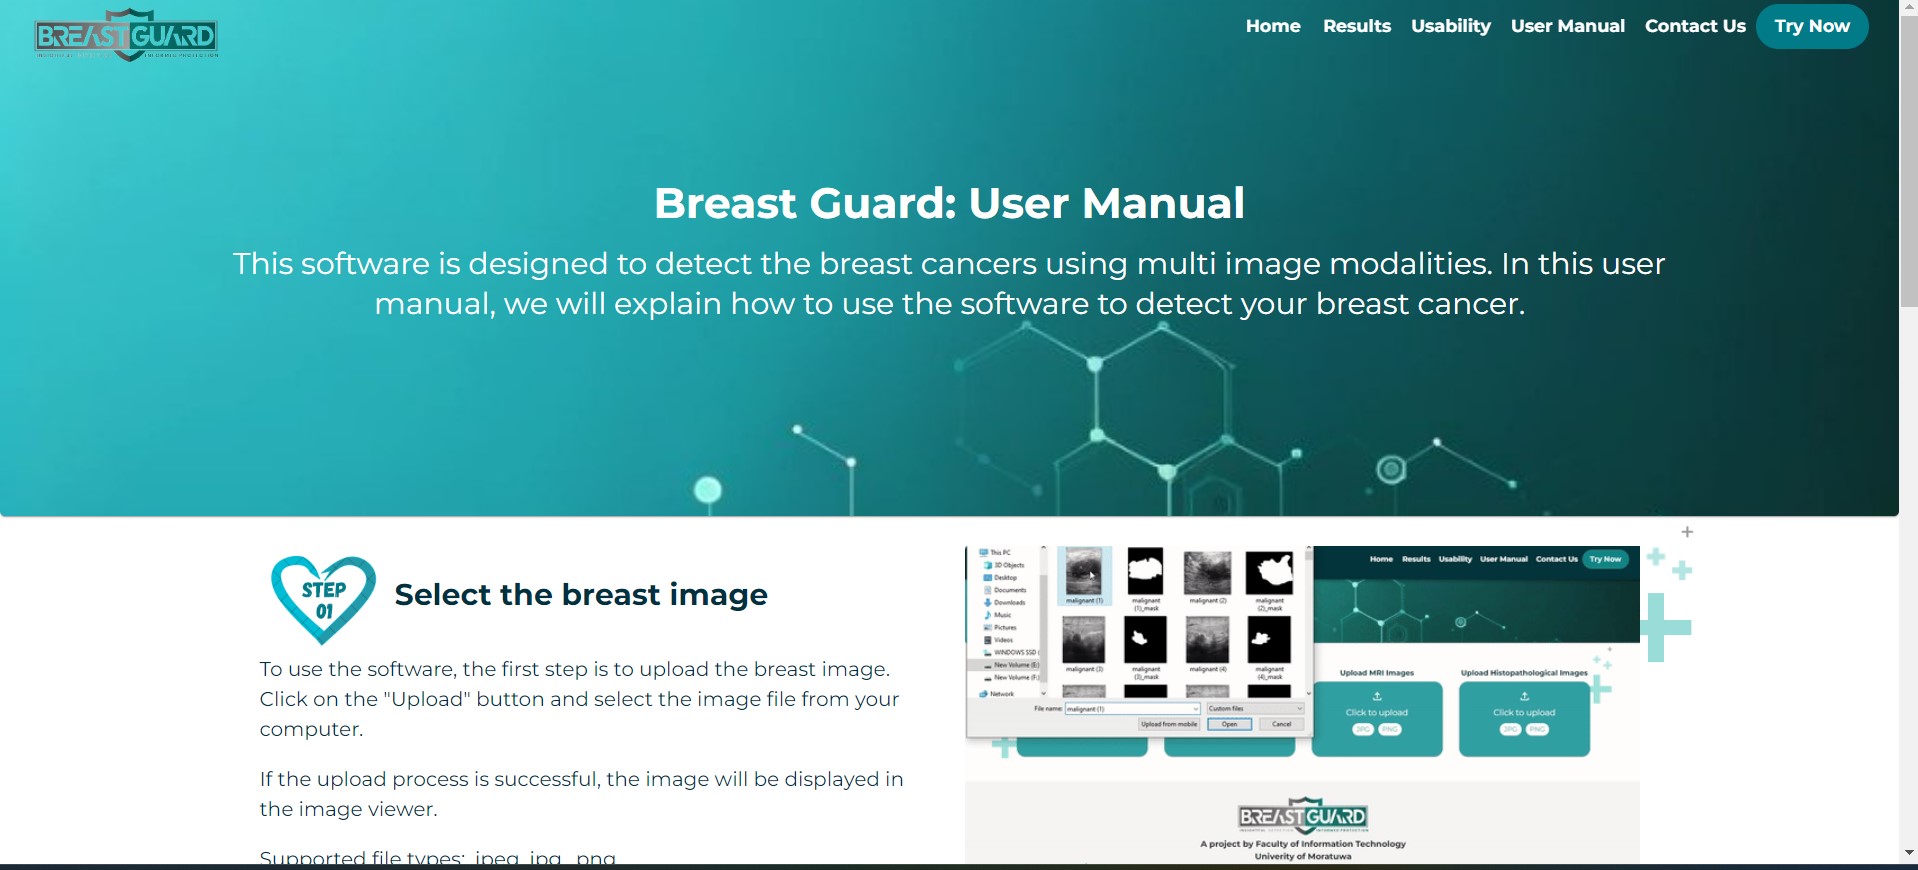 BREASTGUARD
Home Results Usability User Manual Contact Us Try Now
Breast Guard: User Manual
This software is designed to detect the breast cancers using multi image modalities. In this user
manual, we will explain how to use the software to detect your breast cancer.
STEP
01
Select the breast image
To use the software, the first step is to upload the breast image.
Click on the "Upload" button and select the image file from your
computer.
If the upload process is successful, the image will be displayed in
the image viewer.
Supported file types: .jpeg, .jpg, .png
This PC
3D Objects
Desktop
Documents
Downloads
Music
Pictures
Videos
WINDOWS SSD (
New Volume (E:)
New Volume (F:)
Network
malignant (1)
malignant
(1)_mask
malignant (2)
malignant
(2)_mask
malignant (3)
malignant
(3)_mask
malignant (4)
malignant
(4)_mask
File name: malignant (1) Custom files
Upload from mobile Open Cancel
Home Results Usability User Manual Contact Us Try Now
Upload MRI Images
Click to upload
JPG PNG
Upload Histopathological Images
Click to upload
JPG PNG
BREASTGUARD
A project by Faculty of Information Technology
Univerity of Moratuwa